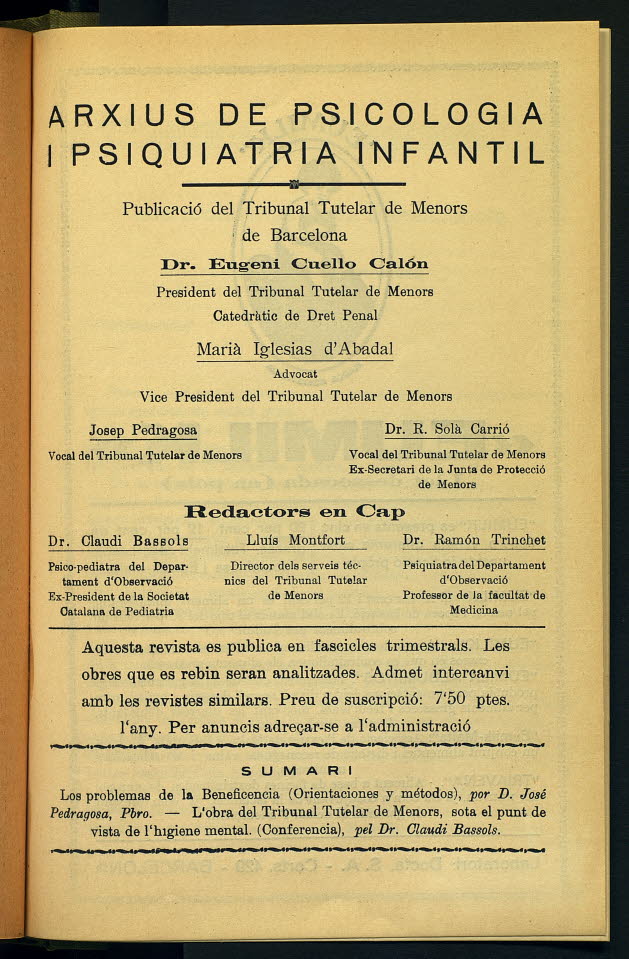 ARXIUS DE PSICOLOGIA
I PSIQUIATRIA INFANTIL
Publicació del Tribunal Tutelar de Menors
de Barcelona
Dr. Eugeni Cuello Calón
President del Tribunal Tutelar de Menors
Catedràtic de Dret Penal
Marià Iglesias d'Abadal
Advocat
Vice President del Tribunal Tutelar de Menors
Josep Pedragosa
Vocal del Tribunal Tutelar de Menors
Dr. R. Solà Carrió
Vocal del Tribunal Tutelar de Menors
Ex-Secretari de la Junta de Protecció
de Menors
Redactors en Cap
Dr. Claudi Bassols
Psico-pediatra del Depar-
tament d'Observació
Ex-President de la Societat
Catalana de Pediatria
Lluís Montfort
Director dels serveis téc-
nics del Tribunal Tutelar
de Menors
Dr. Ramón Trinchet
Psiquiatra del Departament
d'Observació
Professor de la facultat de
Medicina
Aquesta revista es publica en fascicles trimestrals. Les
obres que es rebin seran analitzades. Admet intercanvi
amb les revistes similars. Preu de suscripció: 7'50 ptes.
l'any. Per anuncis adreçar-se a l'administració
SUMARI
Los problemas de la Beneficencia (Orientaciones y métodos), por D. José
Pedragosa, Pbro. — L'obra del Tribunal Tutelar de Menors, sota el punt de
vista de l'higiene mental. (Conferencia), pel Dr. Claudi Bassols.